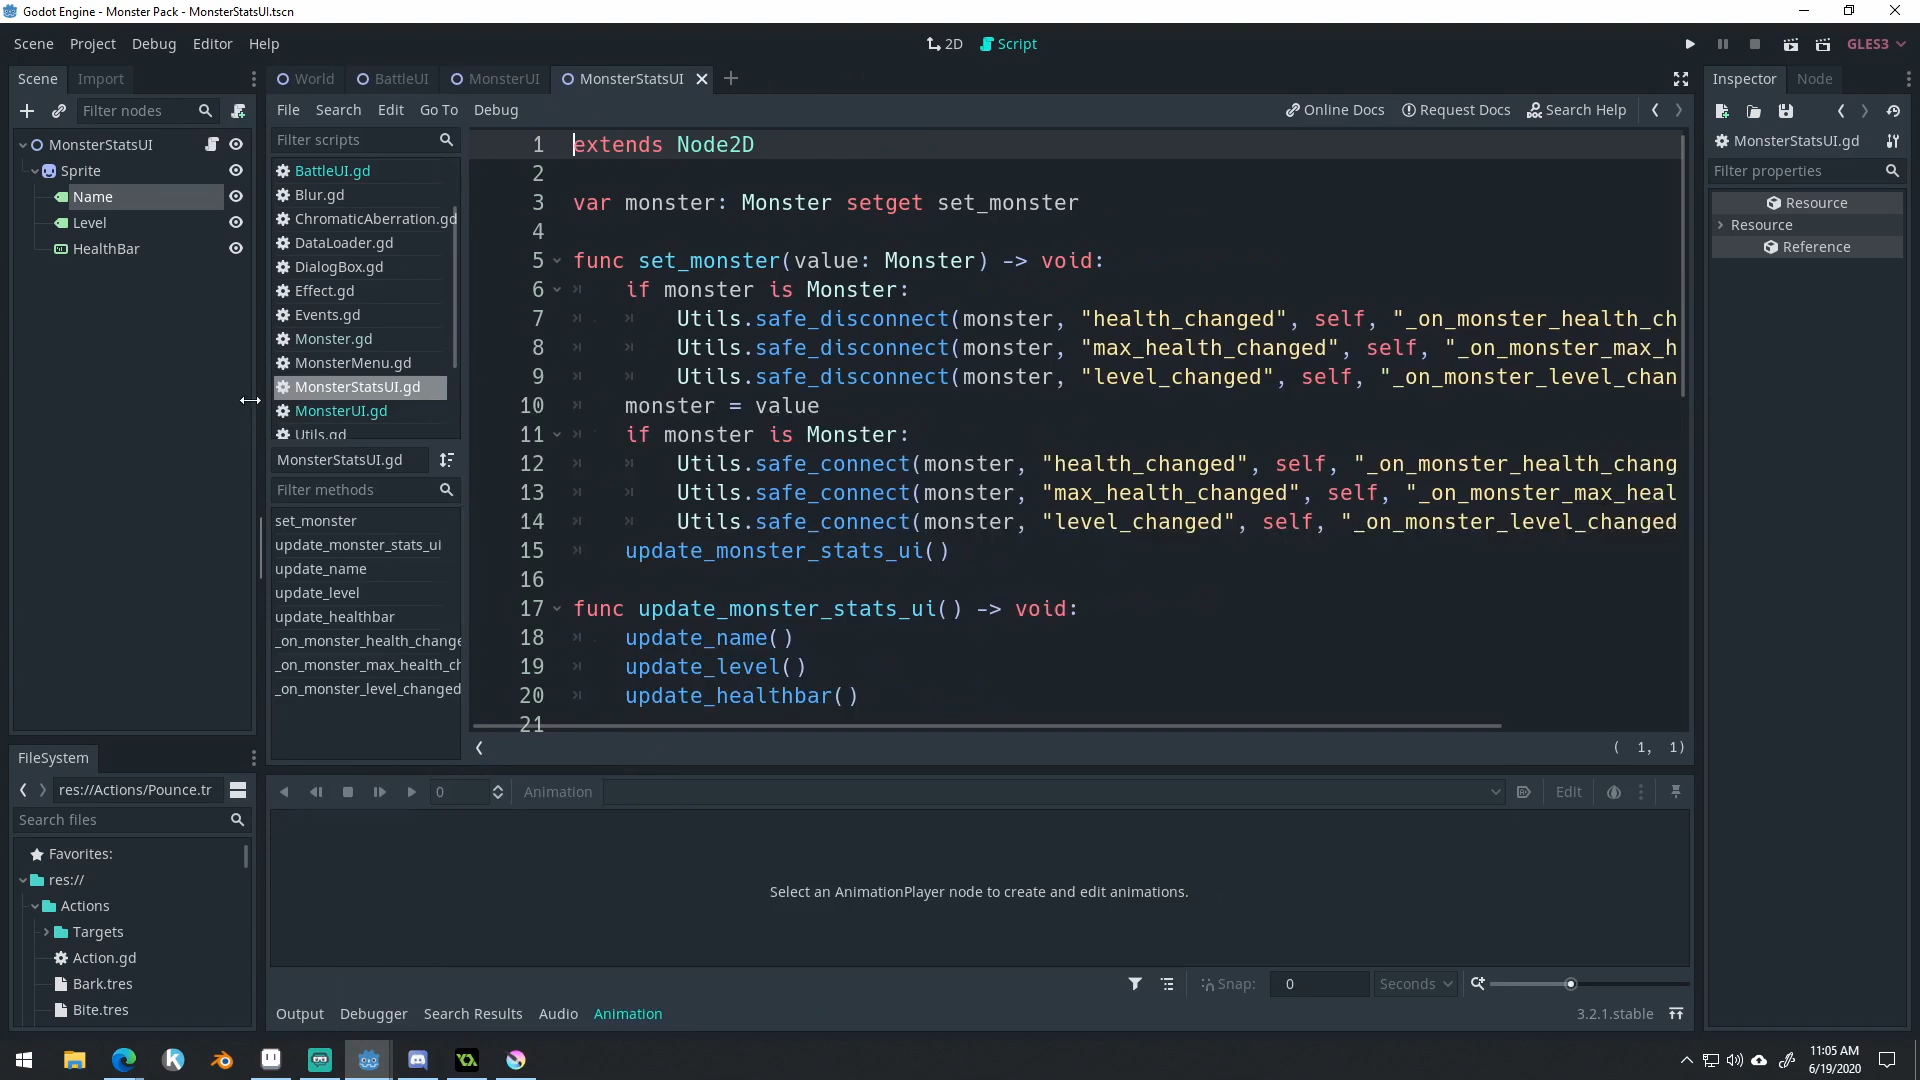 Godot Engine - Monster Pack - MonsterStatsUI.tscn
Scene Project Debug Editor Help
2D Script
GLES3
Scene Import
World BattleUI MonsterUI MonsterStatsUI
Inspector Node
Filter nodes
File Search Edit Go To Debug
Online Docs Request Docs Search Help
MonsterStatsUI
Sprite
Name
Level
HealthBar
Filter scripts
BattleUI.gd
Blur.gd
ChromaticAberration.gd
DataLoader.gd
DialogBox.gd
Effect.gd
Events.gd
Monster.gd
MonsterMenu.gd
MonsterStatsUI.gd
MonsterUI.gd
Utils.gd
MonsterStatsUI.gd
Filter methods
set_monster
update_monster_stats_ui
update_name
update_level
update_healthbar
_on_monster_health_change
_on_monster_max_health_ch
_on_monster_level_changed
1 extends Node2D
2
3 var monster: Monster setget set_monster
4
5 func set_monster(value: Monster) -> void:
6 if monster is Monster:
7 Utils.safe_disconnect(monster, "health_changed", self, "_on_monster_health_ch
8 Utils.safe_disconnect(monster, "max_health_changed", self, "_on_monster_max_h
9 Utils.safe_disconnect(monster, "level_changed", self, "_on_monster_level_chan
10 monster = value
11 if monster is Monster:
12 Utils.safe_connect(monster, "health_changed", self, "_on_monster_health_chang
13 Utils.safe_connect(monster, "max_health_changed", self, "_on_monster_max_heal
14 Utils.safe_connect(monster, "level_changed", self, "_on_monster_level_changed
15 update_monster_stats_ui()
16
17 func update_monster_stats_ui() -> void:
18 update_name()
19 update_level()
20 update_healthbar()
21
( 1, 1)
MonsterStatsUI.gd
Filter properties
Resource
Resource
Reference
FileSystem
res://Actions/Pounce.tr
Search files
Favorites:
res://
Actions
Targets
Action.gd
Bark.tres
Bite.tres
0 Animation Edit
Select an AnimationPlayer node to create and edit animations.
Snap: 0 Seconds
Output Debugger Search Results Audio Animation
3.2.1.stable
11:05 AM
6/19/2020